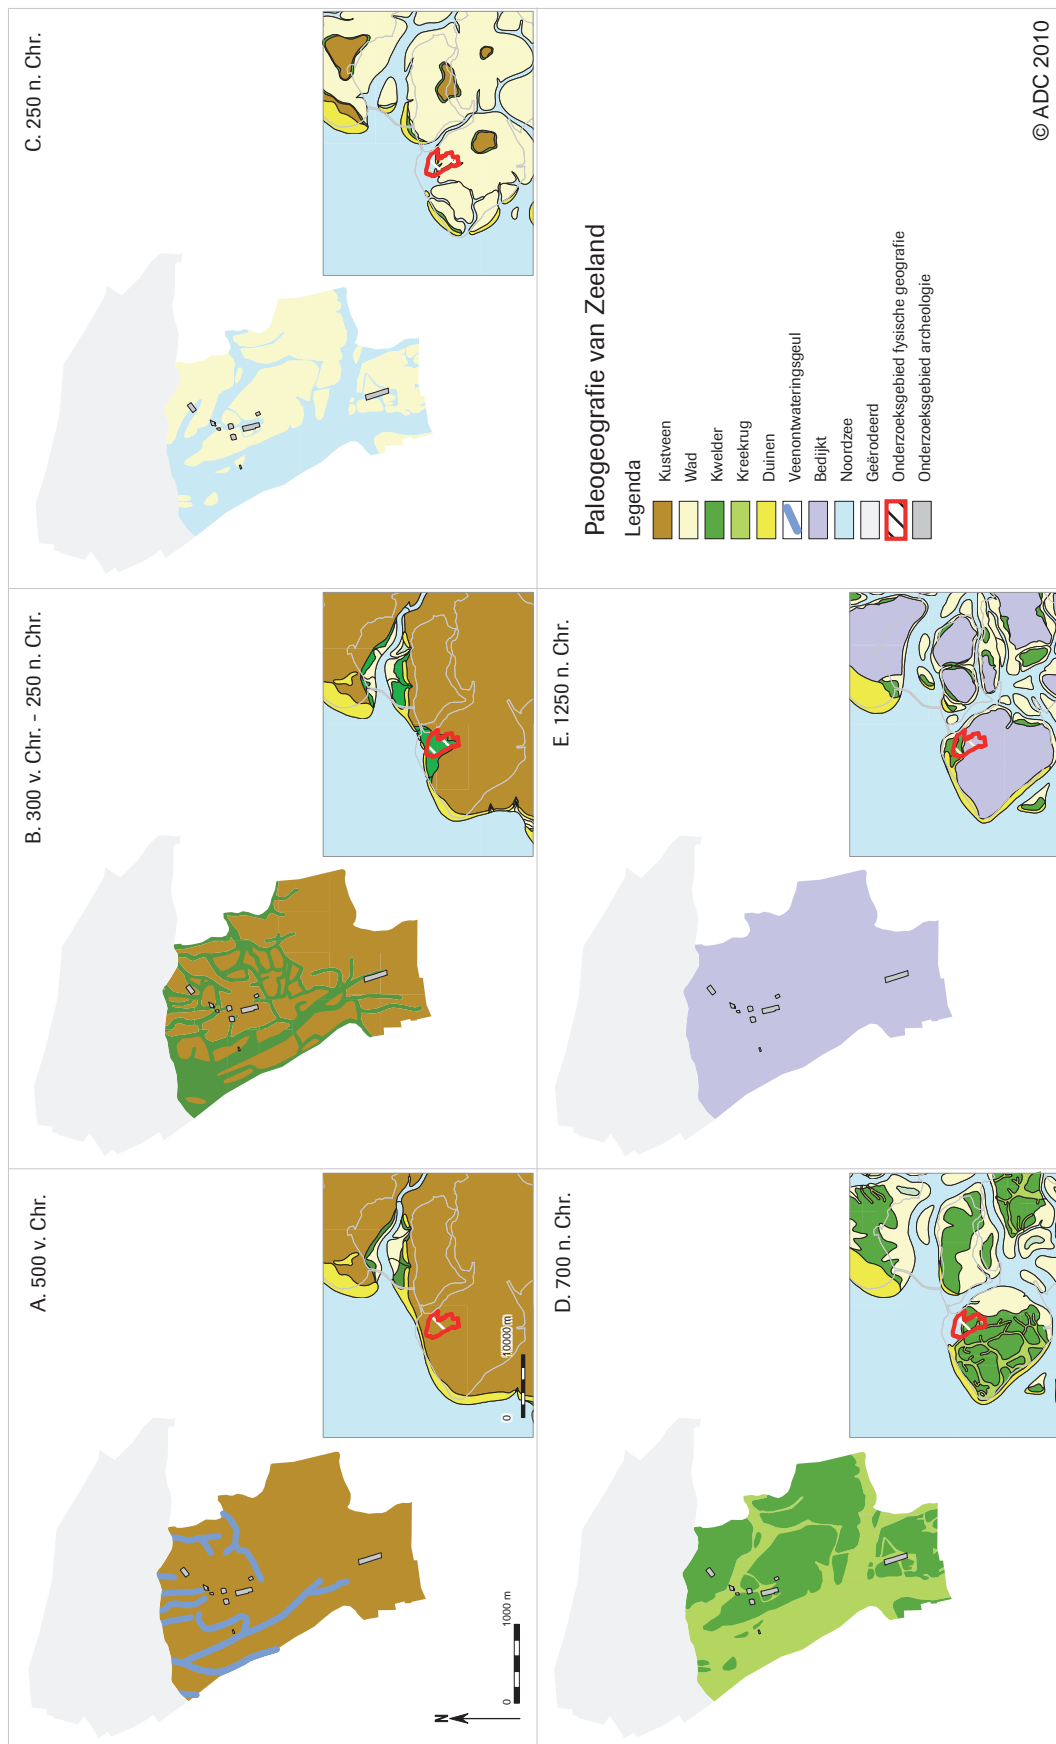 A. 500 v. Chr.
N
0 1000 m
0 10000 m
B. 300 v. Chr. - 250 n. Chr.
C. 250 n. Chr.
D. 700 n. Chr.
E. 1250 n. Chr.
Paleogeografie van Zeeland
Legenda
Kustveen
Wad
Kwelder
Kreekrug
Duinen
Veenontwateringsgeul
Bedijkt
Noordzee
Geërodeerd
Onderzoeksgebied fysische geografie
Onderzoeksgebied archeologie
© ADC 2010